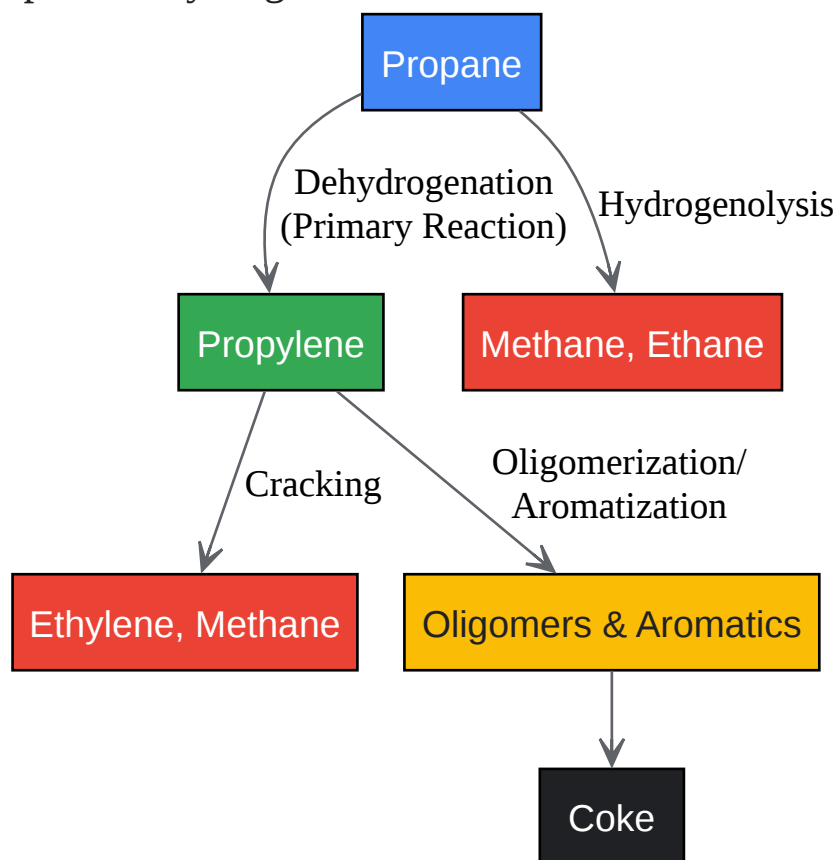 Propane
Dehydrogenation
(Primary Reaction)
Hydrogenolysis
Propylene
Methane, Ethane
Cracking
Oligomerization/
Aromatization
Ethylene, Methane
Oligomers & Aromatics
Coke